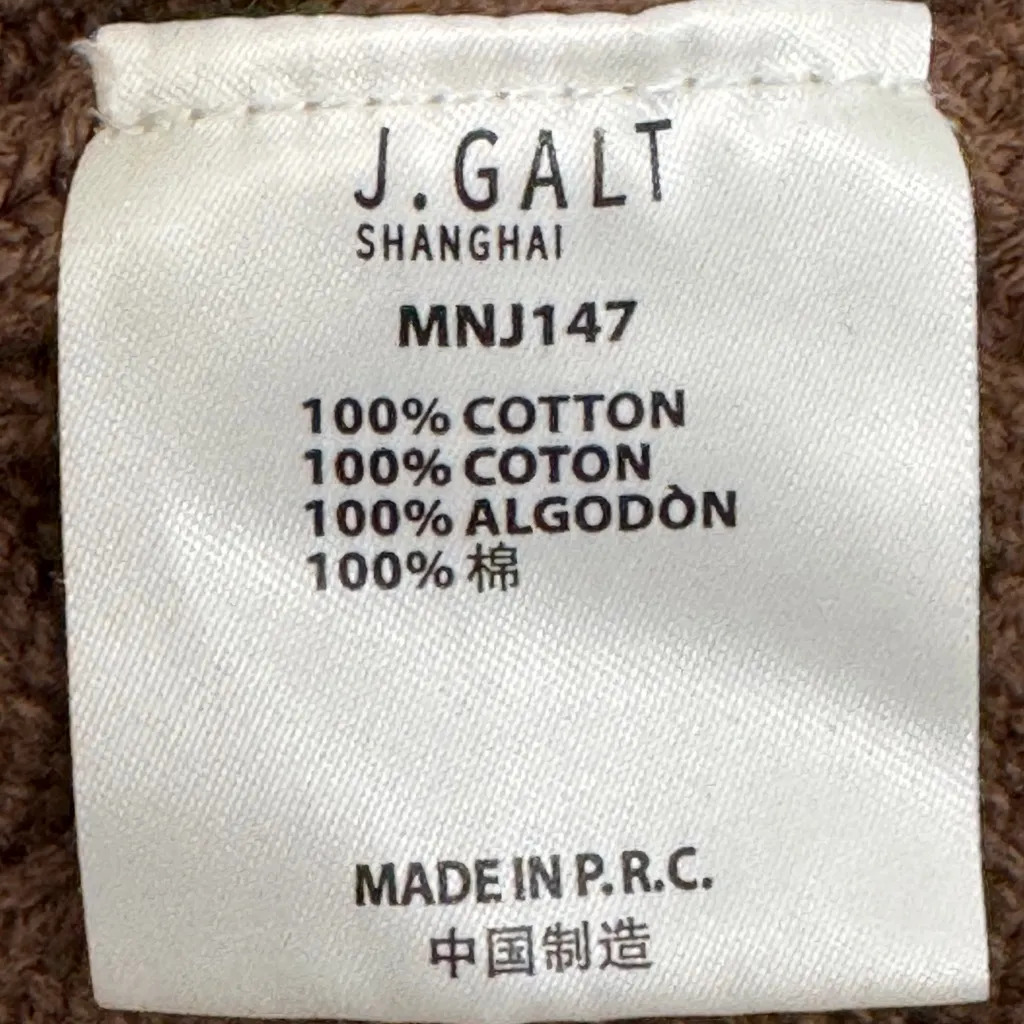 J.GALT
SHANGHAI
MNJ147
100% COTTON
100% COTON
100% ALGODÒN
100% 棉
MADE IN P.R.C.
中国制造